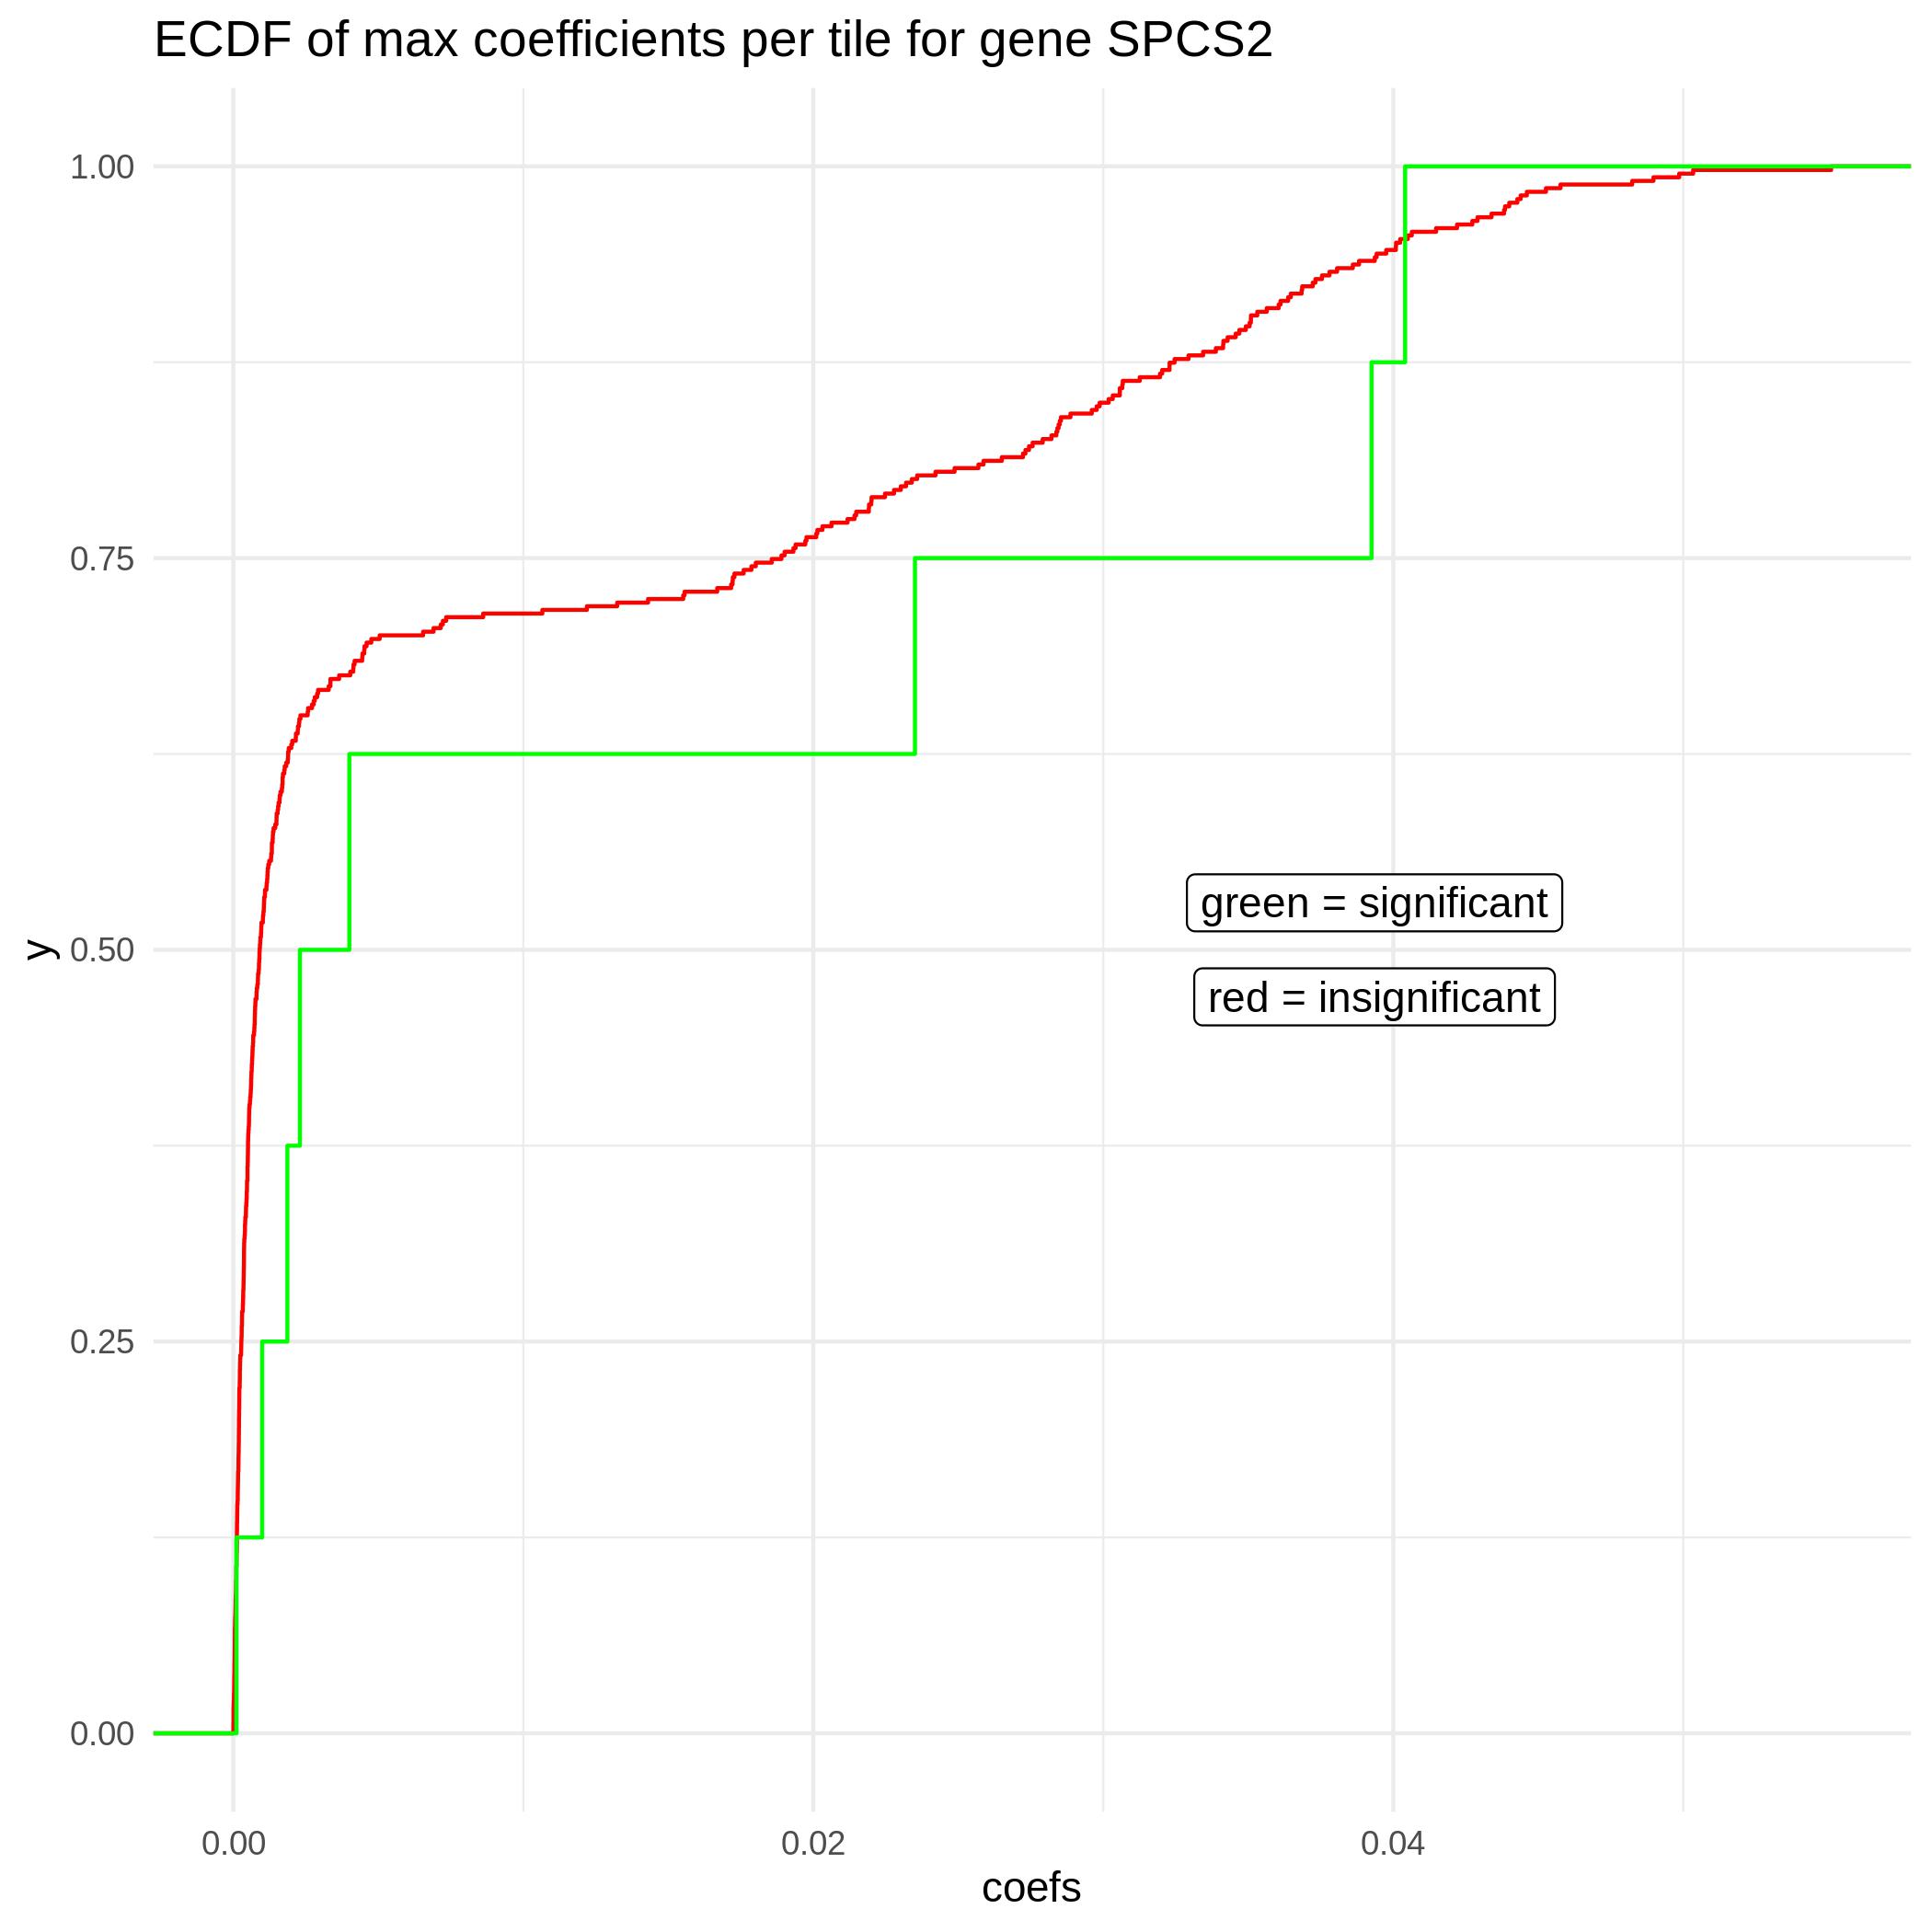 ECDF of max coefficients per tile for gene SPCS2
1.00
0.75
0.50
0.25
0.00
y
green = significant
red = insignificant
0.00
0.02
0.04
coefs